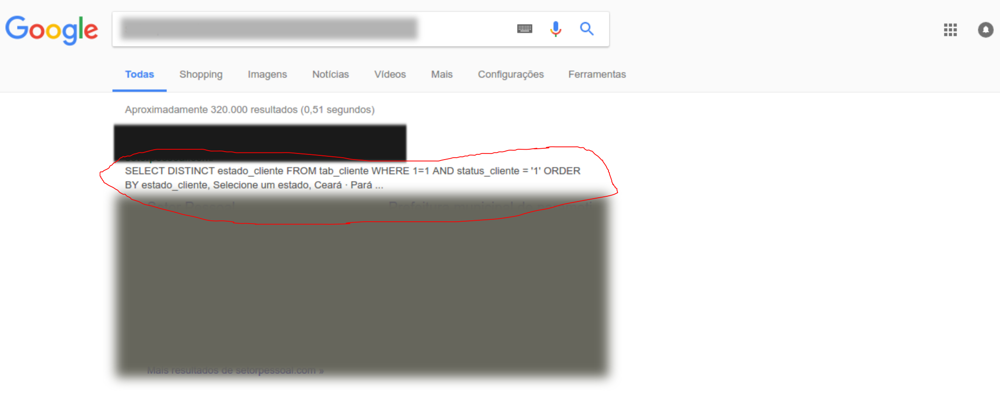 Google
Todas Shopping Imagens Notícias Vídeos Mais Configurações Ferramentas
Aproximadamente 320.000 resultados (0,51 segundos)
SELECT DISTINCT estado_cliente FROM tab_cliente WHERE 1=1 AND status_cliente = '1' ORDER
BY estado_cliente, Selecione um estado, Ceará · Pará ...
Mais resultados de setorpessoal.com »